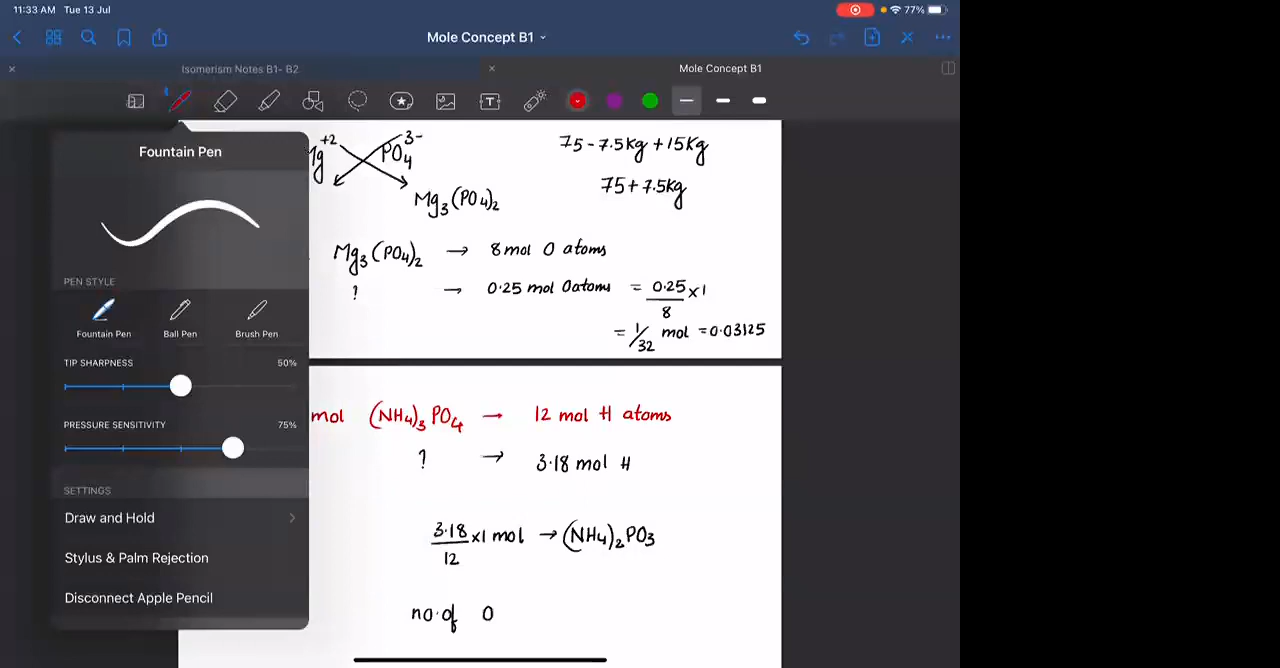 11:33 AM Tue 13 Jul
77%
Mole Concept B1
Isomerism Notes B1- B2
Mole Concept B1
Fountain Pen
PEN STYLE
Fountain Pen Ball Pen Brush Pen
TIP SHARPNESS 50%
PRESSURE SENSITIVITY 75%
SETTINGS
Draw and Hold
Stylus & Palm Rejection
Disconnect Apple Pencil
Mg+2 PO4 3-
Mg3(PO4)2
75 - 7.5kg + 15kg
75 + 7.5kg
Mg3(PO4)2 → 8 mol O atoms
? → 0.25 mol O atoms = 0.25/8 x 1
= 1/32 mol = 0.03125
mol (NH4)3PO4 → 12 mol H atoms
? → 3.18 mol H
3.18/12 x 1 mol → (NH4)2PO3
no. of O